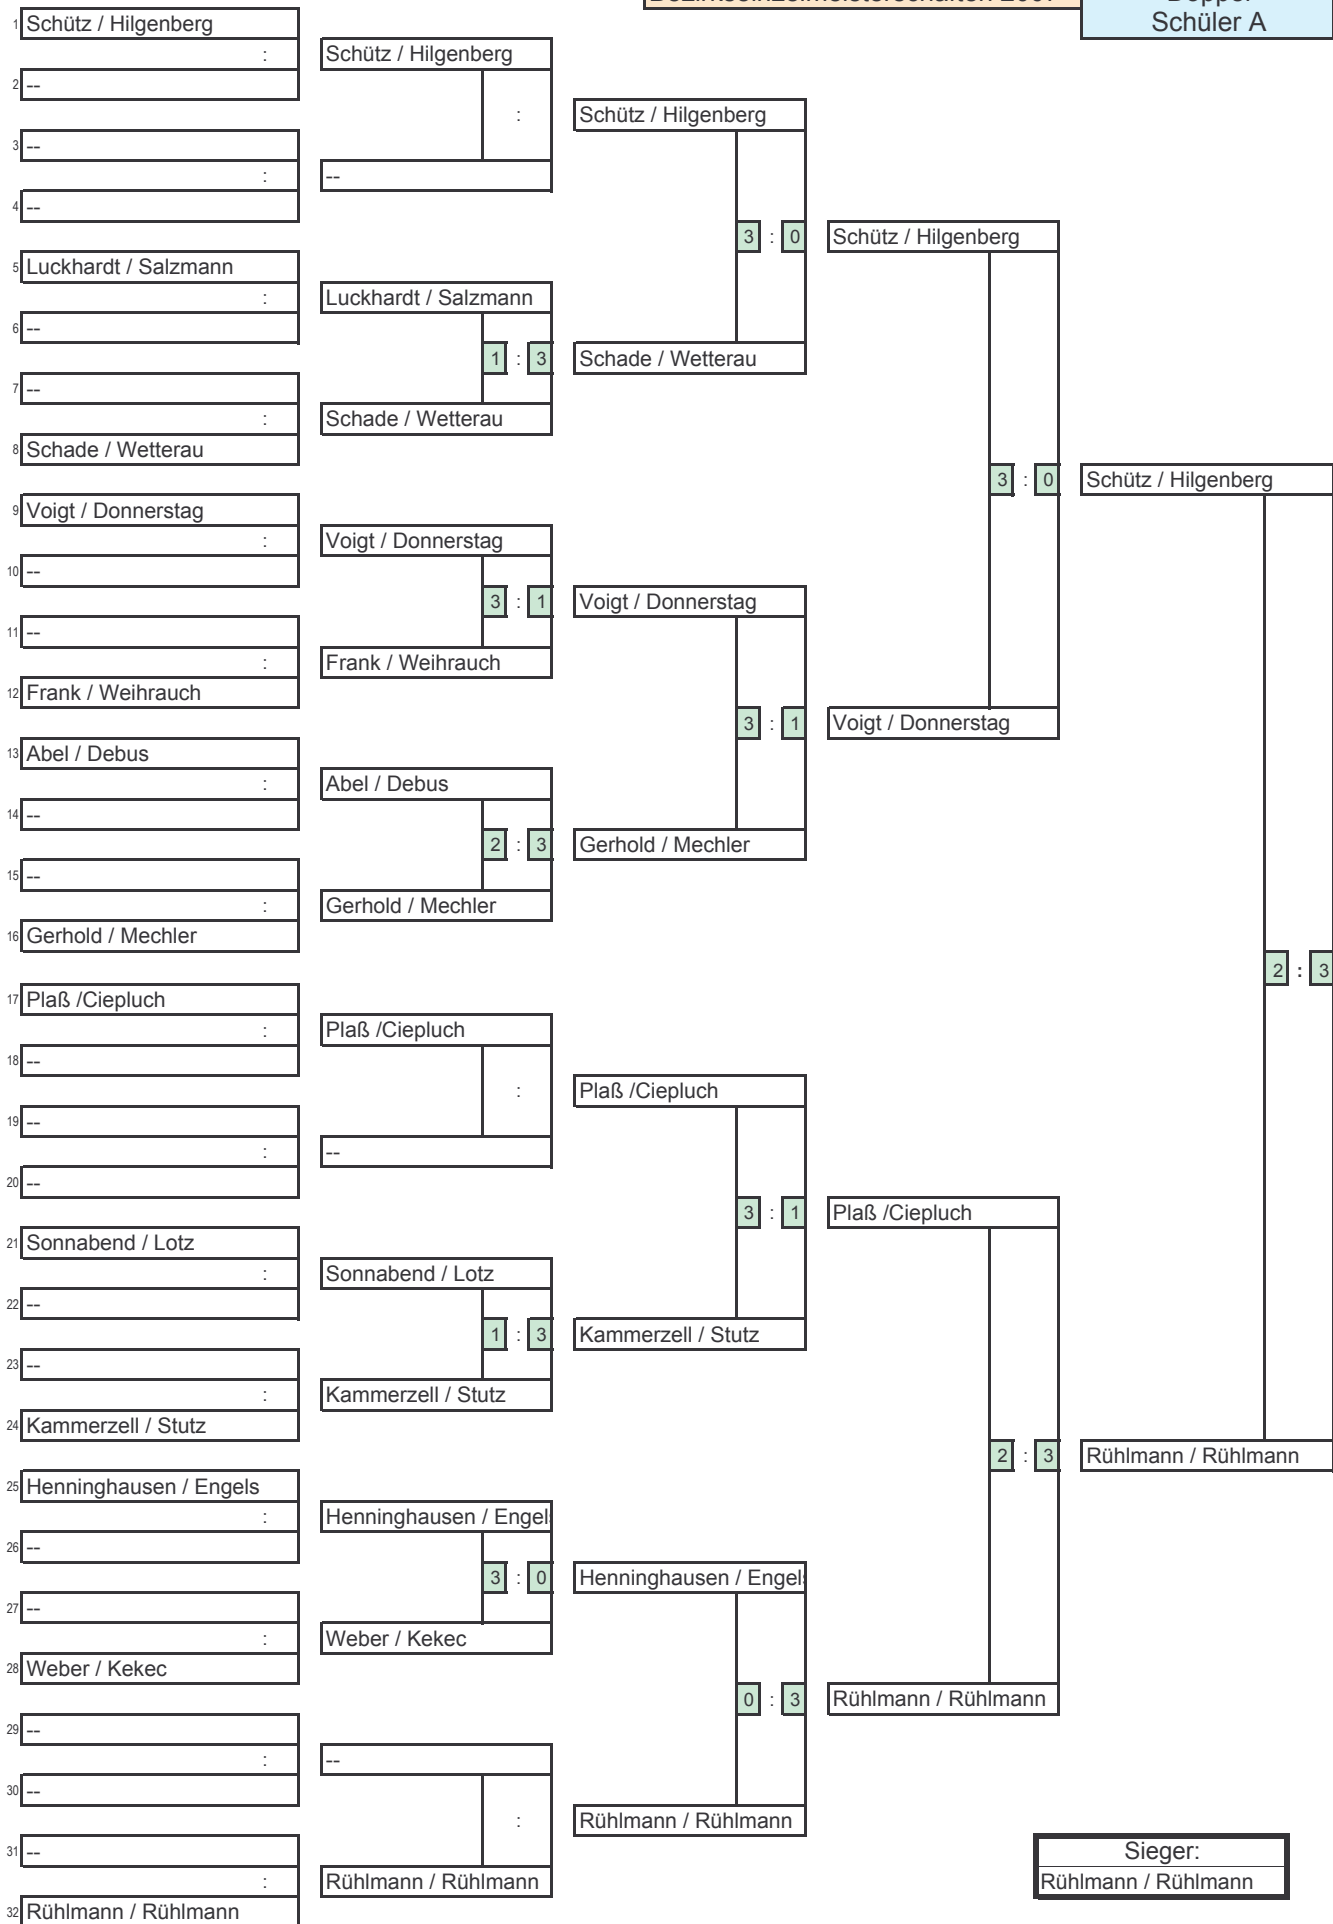 Doppel
Schüler A
1 Schütz / Hilgenberg
:
2 --
3 --
:
4 --
5 Luckhardt / Salzmann
:
6 --
7 --
:
8 Schade / Wetterau
9 Voigt / Donnerstag
:
10 --
11 --
:
12 Frank / Weihrauch
13 Abel / Debus
:
14 --
15 --
:
16 Gerhold / Mechler
17 Plaß /Ciepluch
:
18 --
19 --
:
20 --
21 Sonnabend / Lotz
:
22 --
23 --
:
24 Kammerzell / Stutz
25 Henninghausen / Engels
:
26 --
27 --
:
28 Weber / Kekec
29 --
:
30 --
31 --
:
32 Rühlmann / Rühlmann
Schütz / Hilgenberg
:
--
Luckhardt / Salzmann
1 : 3
Schade / Wetterau
Voigt / Donnerstag
3 : 1
Frank / Weihrauch
Abel / Debus
2 : 3
Gerhold / Mechler
Plaß /Ciepluch
:
--
Sonnabend / Lotz
1 : 3
Kammerzell / Stutz
Henninghausen / Engels
3 : 0
Weber / Kekec
--
:
Rühlmann / Rühlmann
Schütz / Hilgenberg
3 : 0
Schade / Wetterau
Voigt / Donnerstag
3 : 1
Gerhold / Mechler
Plaß /Ciepluch
3 : 1
Kammerzell / Stutz
Henninghausen / Engels
0 : 3
Rühlmann / Rühlmann
Schütz / Hilgenberg
3 : 0
Voigt / Donnerstag
Plaß /Ciepluch
2 : 3
Rühlmann / Rühlmann
Schütz / Hilgenberg
2 : 3
Rühlmann / Rühlmann
Sieger:
Rühlmann / Rühlmann